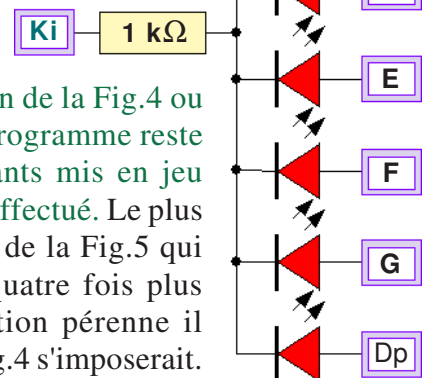 Ki
1 kΩ
E
n de la Fig.4 ou
rogramme reste
ants mis en jeu
F
ffectué. Le plus
de la Fig.5 qui
G
uatre fois plus
tion pérenne il
g.4 s'imposerait.
Dp